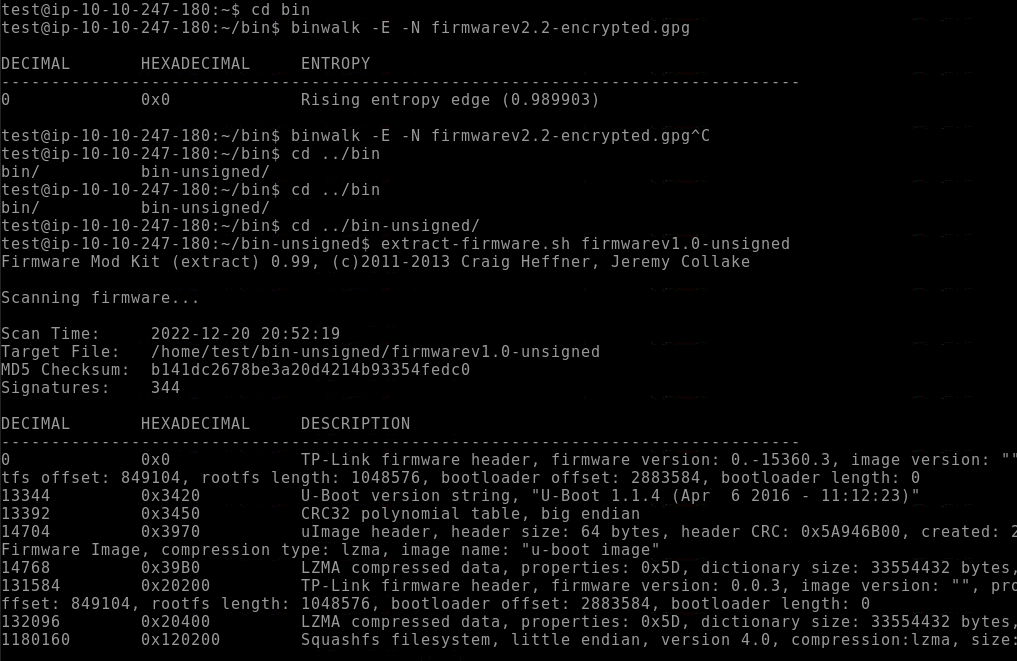 test@ip-10-10-247-180:~$ cd bin
test@ip-10-10-247-180:~/bin$ binwalk -E -N firmwarev2.2-encrypted.gpg
DECIMAL       HEXADECIMAL     ENTROPY
--------------------------------------------------------------------------------
0             0x0             Rising entropy edge (0.989903)
test@ip-10-10-247-180:~/bin$ binwalk -E -N firmwarev2.2-encrypted.gpg^C
test@ip-10-10-247-180:~/bin$ cd ../bin
bin/          bin-unsigned/
test@ip-10-10-247-180:~/bin$ cd ../bin
bin/          bin-unsigned/
test@ip-10-10-247-180:~/bin$ cd ../bin-unsigned/
test@ip-10-10-247-180:~/bin-unsigned$ extract-firmware.sh firmwarev1.0-unsigned
Firmware Mod Kit (extract) 0.99, (c)2011-2013 Craig Heffner, Jeremy Collake
Scanning firmware...
Scan Time:     2022-12-20 20:52:19
Target File:   /home/test/bin-unsigned/firmwarev1.0-unsigned
MD5 Checksum:  b141dc2678be3a20d4214b93354fedc0
Signatures:    344
DECIMAL       HEXADECIMAL     DESCRIPTION
--------------------------------------------------------------------------------
0             0x0             TP-Link firmware header, firmware version: 0.-15360.3, image version: ""
tfs offset: 849104, rootfs length: 1048576, bootloader offset: 2883584, bootloader length: 0
13344         0x3420          U-Boot version string, "U-Boot 1.1.4 (Apr  6 2016 - 11:12:23)"
13392         0x3450          CRC32 polynomial table, big endian
14704         0x3970          uImage header, header size: 64 bytes, header CRC: 0x5A946B00, created: 2
Firmware Image, compression type: lzma, image name: "u-boot image"
14768         0x39B0          LZMA compressed data, properties: 0x5D, dictionary size: 33554432 bytes,
131584        0x20200         TP-Link firmware header, firmware version: 0.0.3, image version: "", pro
ffset: 849104, rootfs length: 1048576, bootloader offset: 2883584, bootloader length: 0
132096        0x20400         LZMA compressed data, properties: 0x5D, dictionary size: 33554432 bytes,
1180160       0x120200        Squashfs filesystem, little endian, version 4.0, compression:lzma, size: